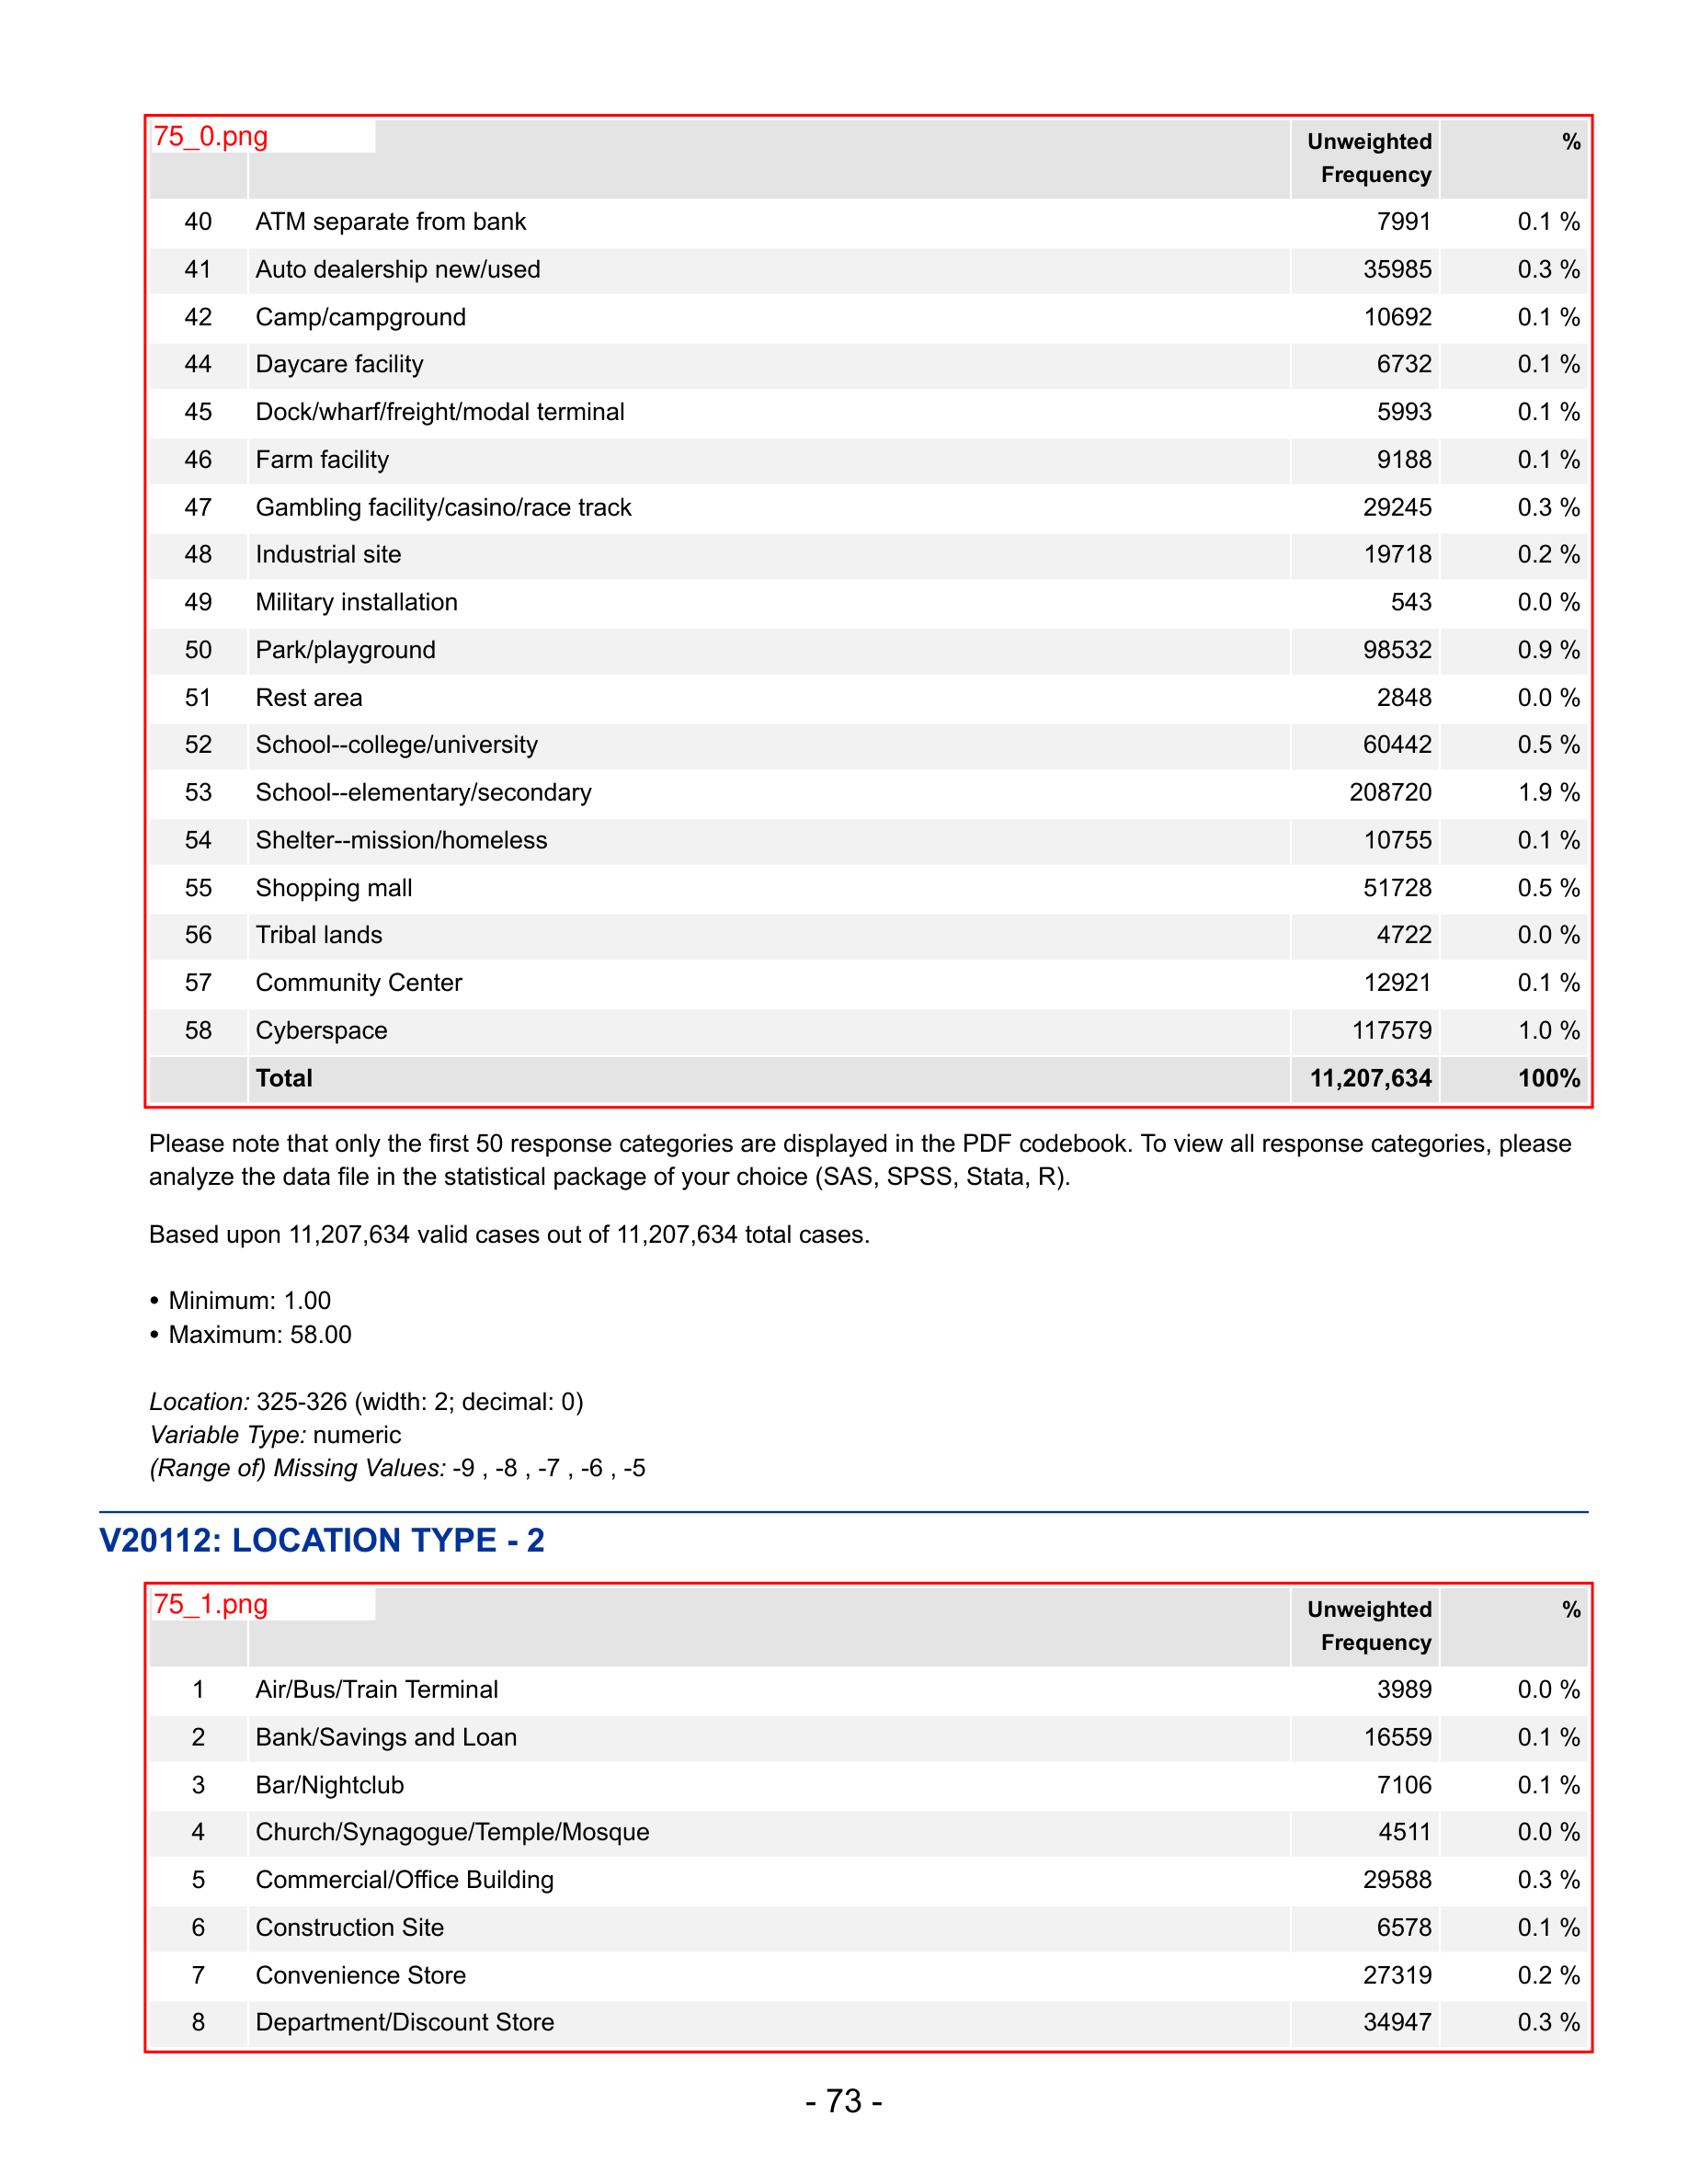 75_0.png
Unweighted Frequency %
40 ATM separate from bank 7991 0.1 %
41 Auto dealership new/used 35985 0.3 %
42 Camp/campground 10692 0.1 %
44 Daycare facility 6732 0.1 %
45 Dock/wharf/freight/modal terminal 5993 0.1 %
46 Farm facility 9188 0.1 %
47 Gambling facility/casino/race track 29245 0.3 %
48 Industrial site 19718 0.2 %
49 Military installation 543 0.0 %
50 Park/playground 98532 0.9 %
51 Rest area 2848 0.0 %
52 School--college/university 60442 0.5 %
53 School--elementary/secondary 208720 1.9 %
54 Shelter--mission/homeless 10755 0.1 %
55 Shopping mall 51728 0.5 %
56 Tribal lands 4722 0.0 %
57 Community Center 12921 0.1 %
58 Cyberspace 117579 1.0 %
Total 11,207,634 100%
Please note that only the first 50 response categories are displayed in the PDF codebook. To view all response categories, please
analyze the data file in the statistical package of your choice (SAS, SPSS, Stata, R).
Based upon 11,207,634 valid cases out of 11,207,634 total cases.
• Minimum: 1.00
• Maximum: 58.00
Location: 325-326 (width: 2; decimal: 0)
Variable Type: numeric
(Range of) Missing Values: -9 , -8 , -7 , -6 , -5
V20112: LOCATION TYPE - 2
75_1.png
Unweighted Frequency %
1 Air/Bus/Train Terminal 3989 0.0 %
2 Bank/Savings and Loan 16559 0.1 %
3 Bar/Nightclub 7106 0.1 %
4 Church/Synagogue/Temple/Mosque 4511 0.0 %
5 Commercial/Office Building 29588 0.3 %
6 Construction Site 6578 0.1 %
7 Convenience Store 27319 0.2 %
8 Department/Discount Store 34947 0.3 %
- 73 -